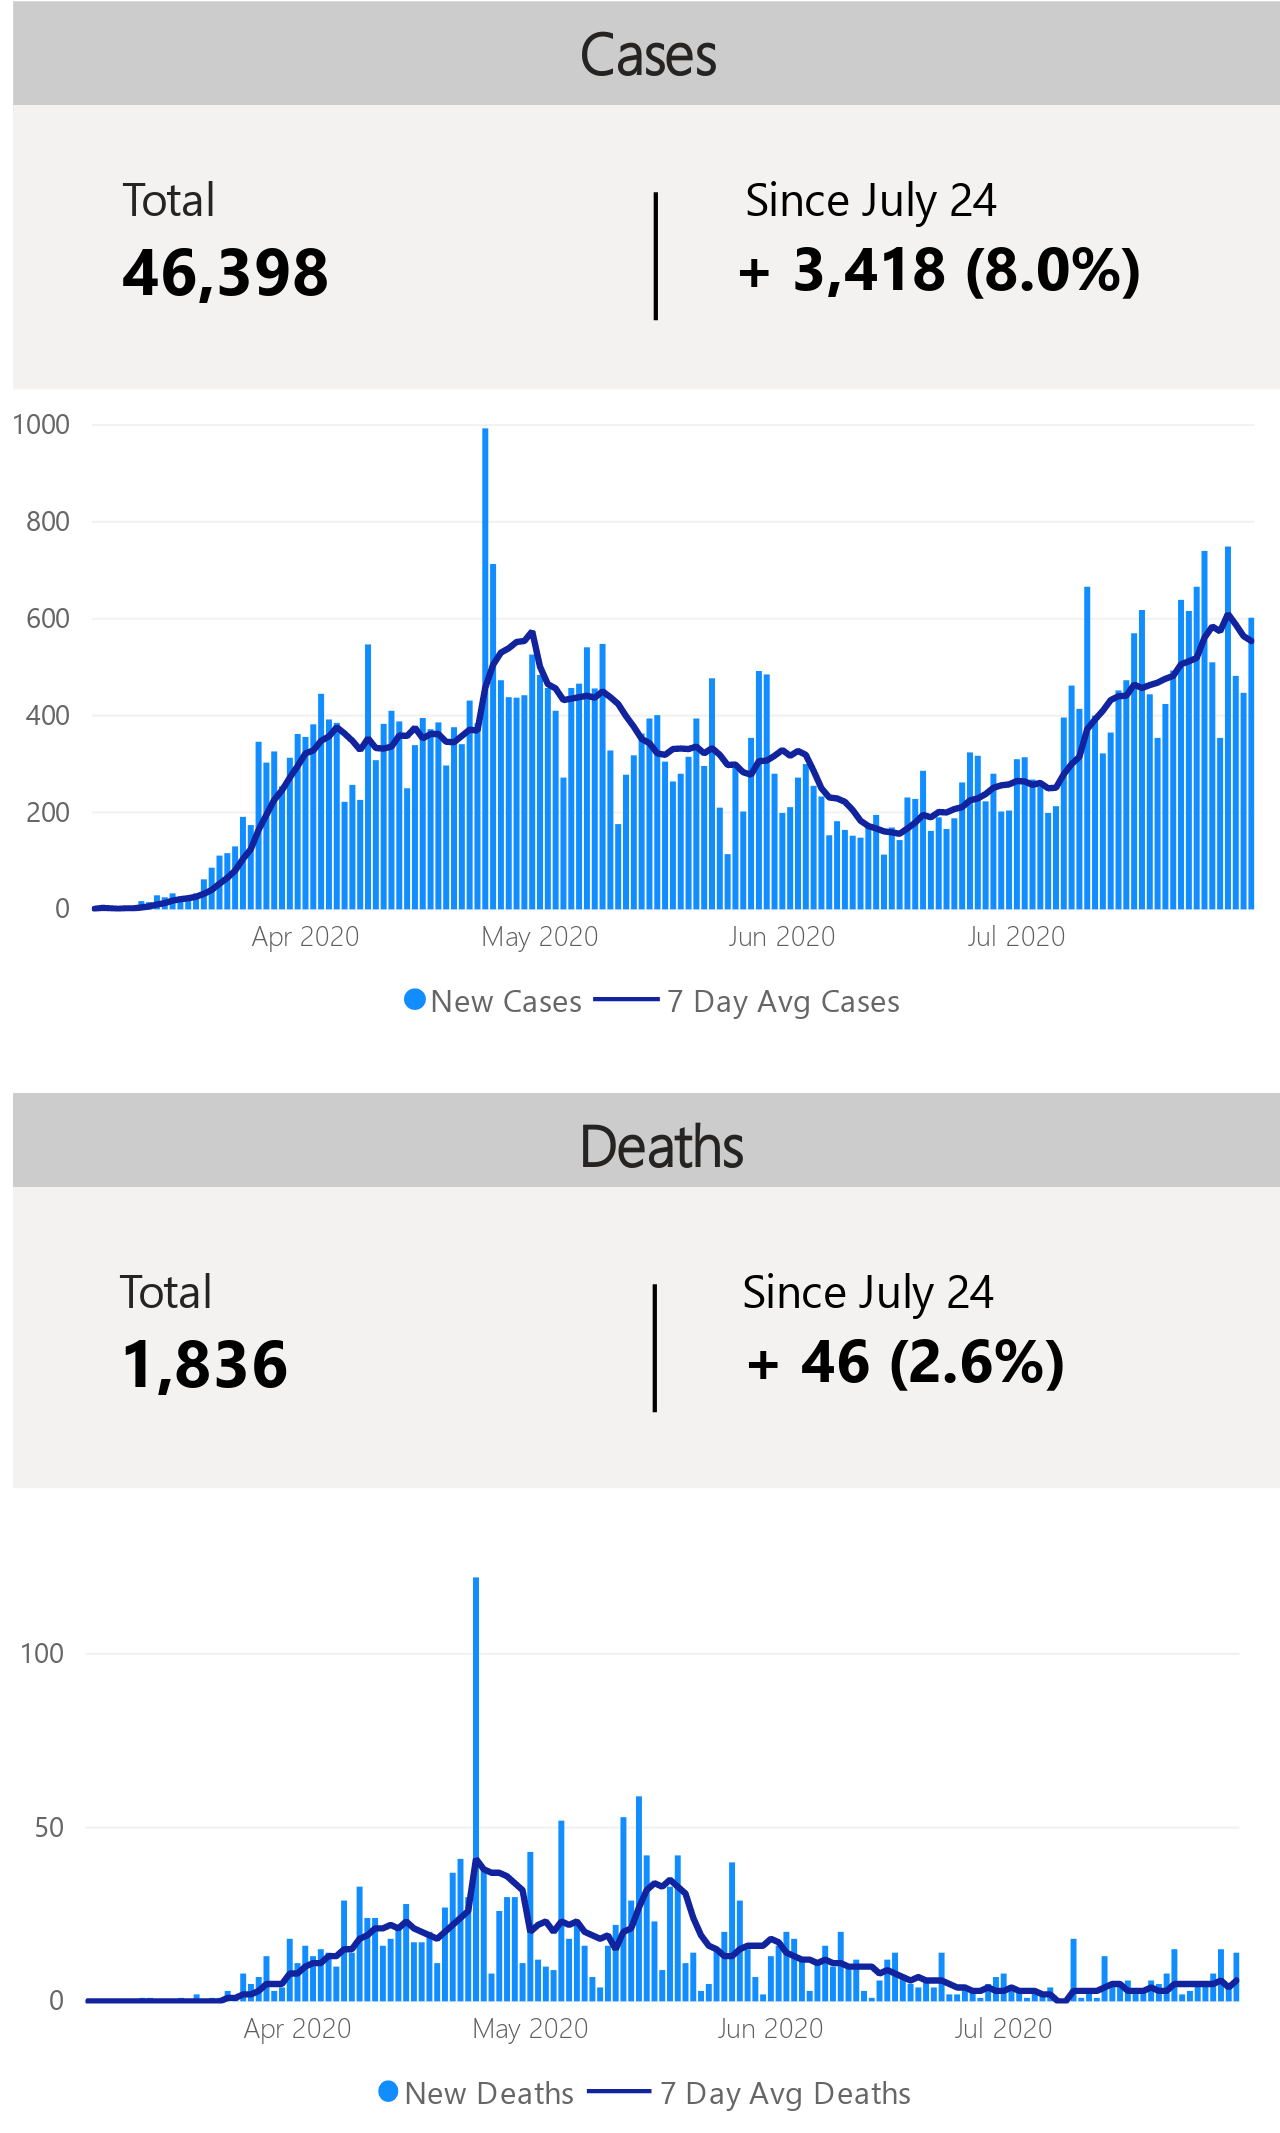 Cases
Total
46,398
Since July 24
+ 3,418 (8.0%)
1000
800
600
400
200
0
Apr 2020
May 2020
Jun 2020
Jul 2020
New Cases
7 Day Avg Cases
Deaths
Total
1,836
Since July 24
+ 46 (2.6%)
100
50
0
Apr 2020
May 2020
Jun 2020
Jul 2020
New Deaths
7 Day Avg Deaths